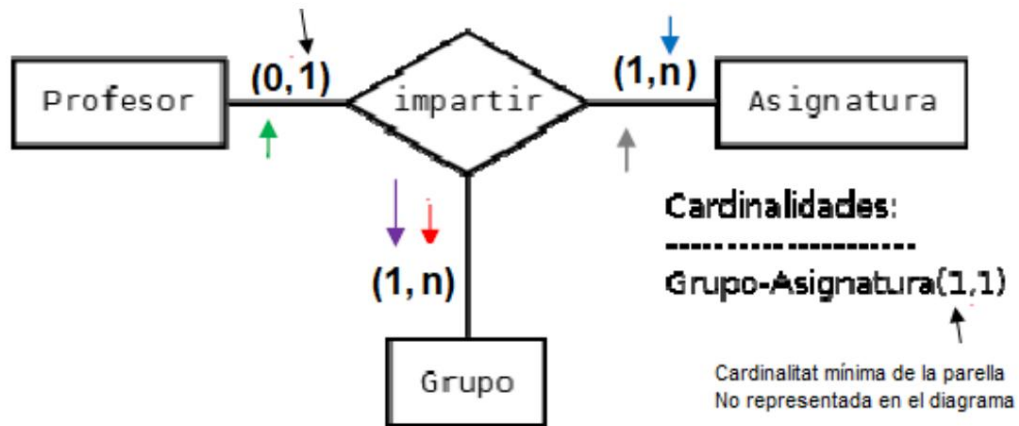 (0,1)
(1,n)
Profesor
impartir
Asignatura
(1,n)
Cardinalidades:
---------------------
Grupo-Asignatura(1,1)
Grupo
Cardinalitat mínima de la parella
No representada en el diagrama